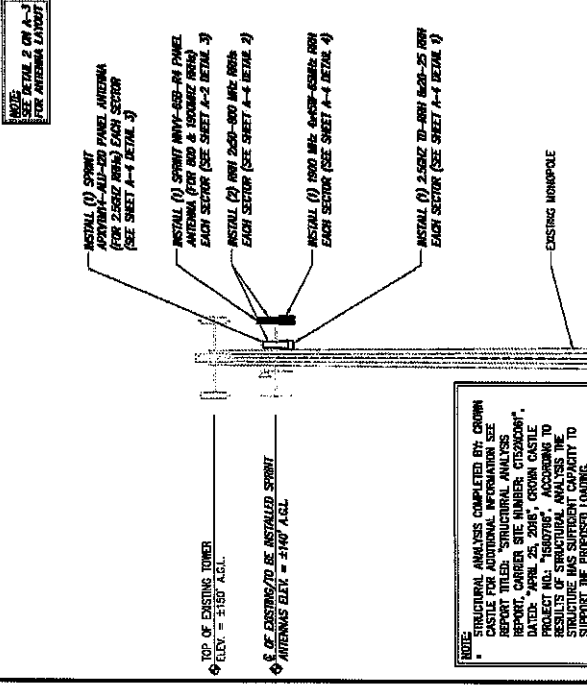 NOTE:
SEE DETAIL 2 ON A-3
FOR ANTENNA LAYOUT
INSTALL (1) SPRINT
PANEL ANTENNA
(FOR 2.5GHZ RRHs) EACH SECTOR
(SEE SHEET A-4 DETAIL 3)
INSTALL (1) SPRINT NNVV-65B-R4 PANEL
ANTENNA (FOR 800 & 1900MHZ RRHs)
EACH SECTOR (SEE SHEET A-2 DETAIL 3)
INSTALL (2) RRH 2x50-800 MHz RRHs
EACH SECTOR (SEE SHEET A-4 DETAIL 2)
INSTALL (1) 1900 MHz 4x45W-65MHz RRH
EACH SECTOR (SEE SHEET A-4 DETAIL 4)
INSTALL (1) 2.5GHZ TD-RRH 8x20-25 RRH
EACH SECTOR (SEE SHEET A-4 DETAIL 1)
TOP OF EXISTING TOWER
ELEV. = ±150' A.G.L.
℄ OF EXISTING/TO BE INSTALLED SPRINT
ANTENNAS ELEV. = ±140' A.G.L.
EXISTING MONOPOLE
NOTE:
▪ STRUCTURAL ANALYSIS COMPLETED BY: CROWN
CASTLE FOR ADDITIONAL INFORMATION SEE
REPORT TITLED: "STRUCTURAL ANALYSIS
REPORT, CARRIER SITE NUMBER:
DATED: "APRIL 25, 2018", CROWN CASTLE
PROJECT NO.: "1560786". ACCORDING TO
RESULTS OF STRUCTURAL ANALYSIS THE
STRUCTURE HAS SUFFICIENT CAPACITY TO
SUPPORT THE PROPOSED LOADING.